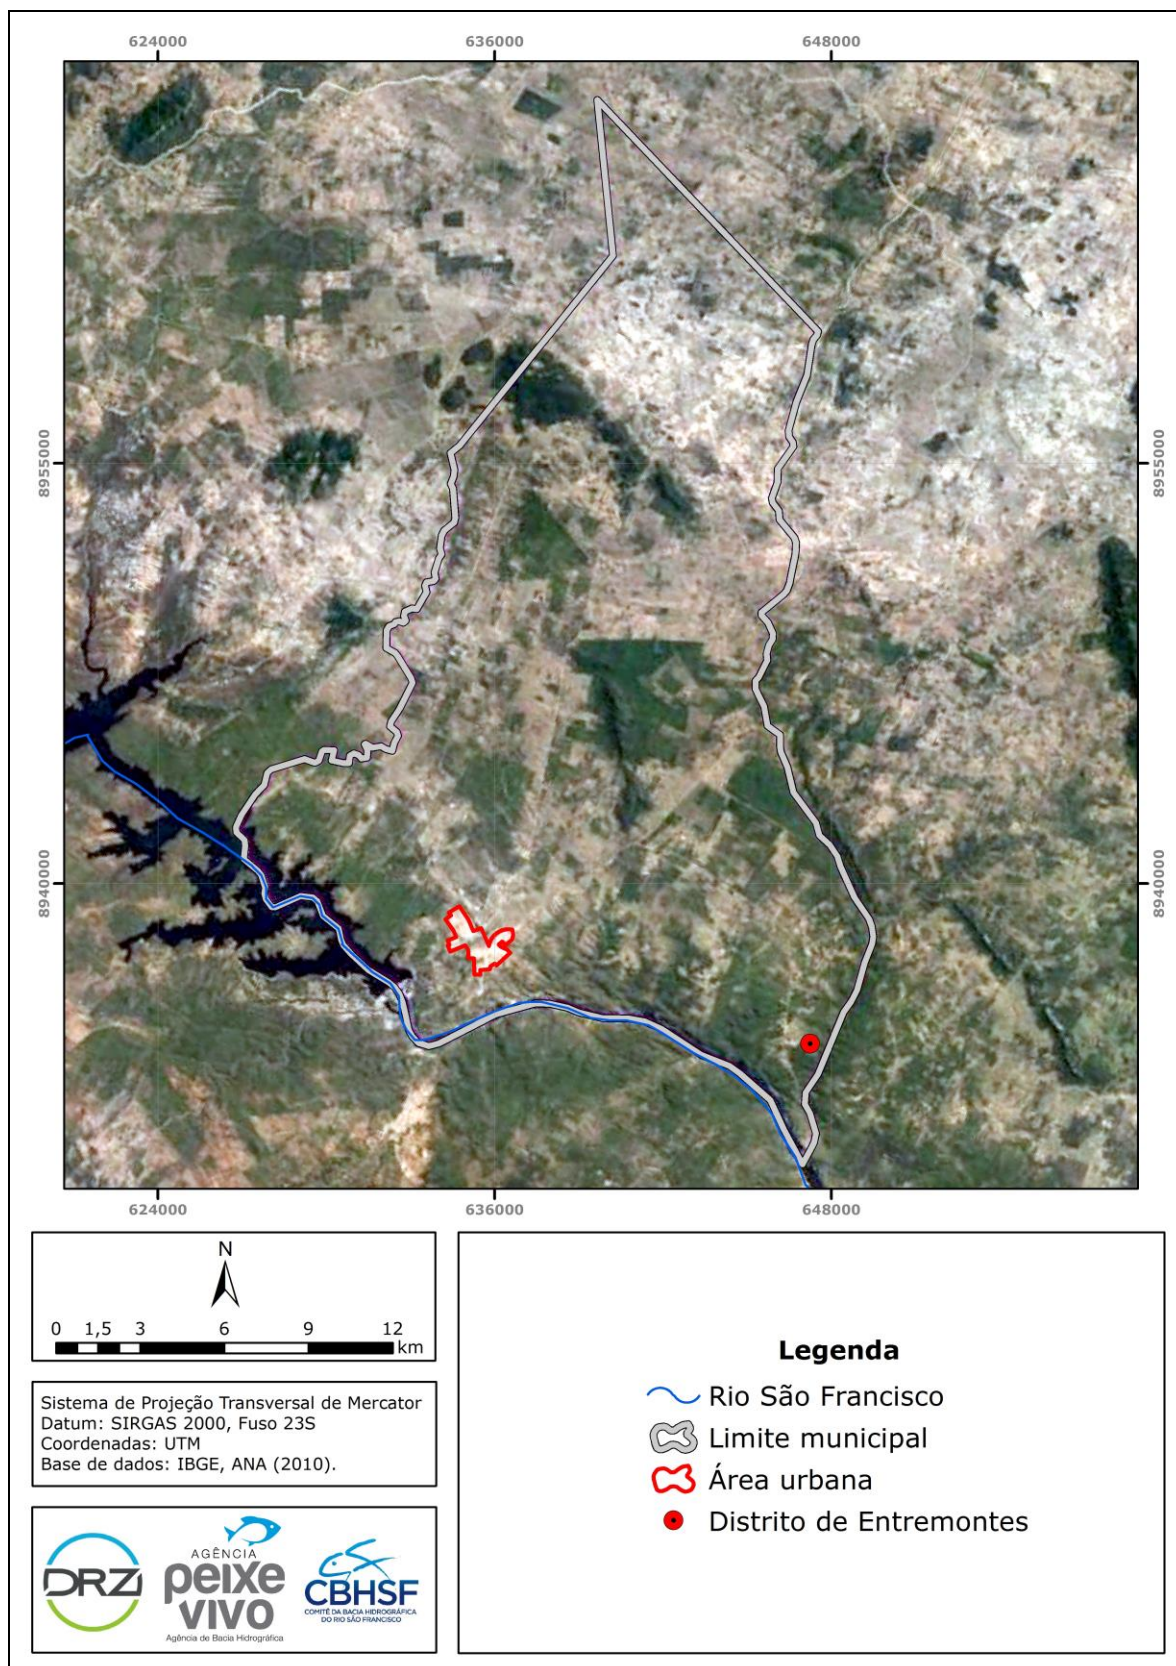 624000 636000 648000
8955000 8955000
8940000 8940000
624000 636000 648000
N
0 1,5 3 6 9 12
km
Sistema de Projeção Transversal de Mercator
Datum: SIRGAS 2000, Fuso 23S
Coordenadas: UTM
Base de dados: IBGE, ANA (2010).
DRZ
AGÊNCIA
peixe
vivo
Agência de Bacia Hidrográfica
CBHSF
COMITÊ DA BACIA HIDROGRÁFICA
DO RIO SÃO FRANCISCO
Legenda
Rio São Francisco
Limite municipal
Área urbana
Distrito de Entremontes